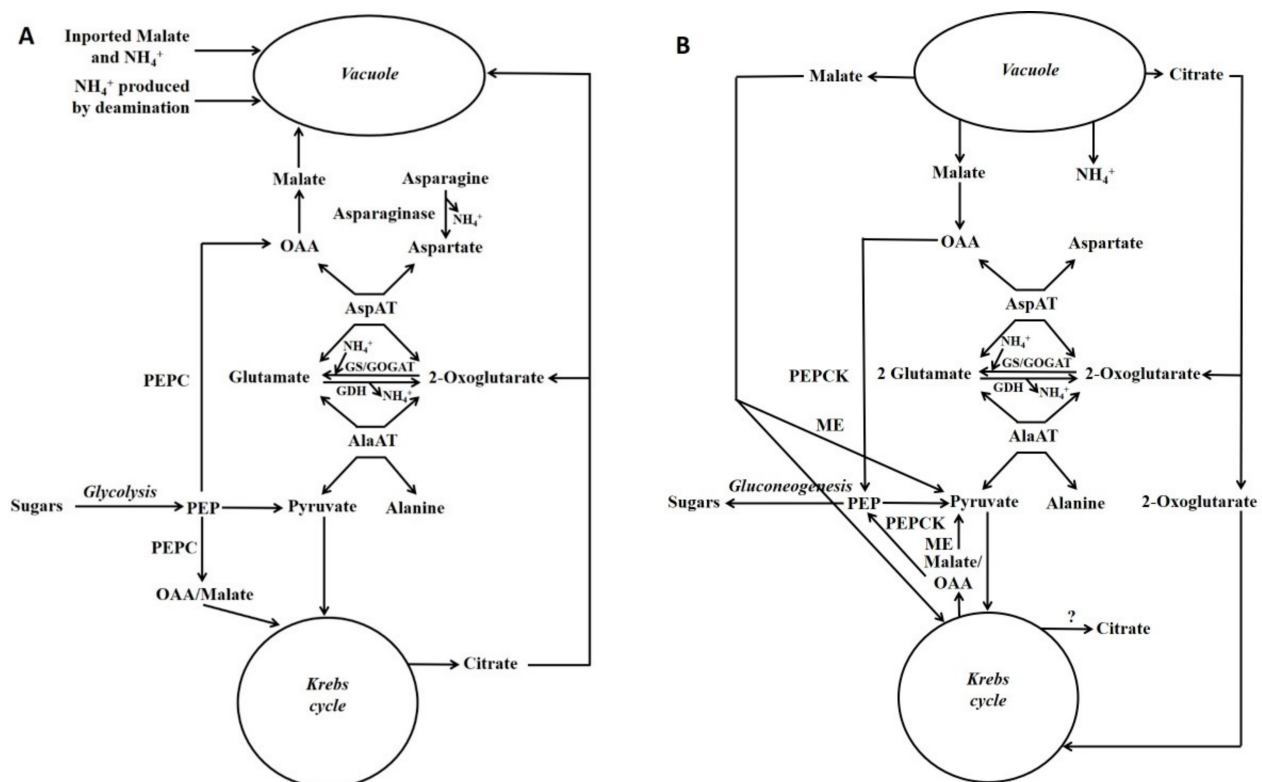 A
Inported Malate
and NH₄⁺
NH₄⁺ produced
by deamination
Vacuole
Malate
Asparagine
Asparaginase
NH₄⁺
OAA
Aspartate
AspAT
NH₄⁺
GS/GOGAT
Glutamate
2-Oxoglutarate
GDH
NH₄⁺
PEPC
AlaAT
Sugars
Glycolysis
PEP
Pyruvate
Alanine
PEPC
OAA/Malate
Krebs
cycle
Citrate
B
Malate
Vacuole
Citrate
Malate
NH₄⁺
OAA
Aspartate
AspAT
NH₄⁺
GS/GOGAT
PEPCK
2 Glutamate
2-Oxoglutarate
GDH
NH₄⁺
ME
AlaAT
Sugars
Gluconeogenesis
PEP
Pyruvate
Alanine
2-Oxoglutarate
PEPCK
ME
Malate/
OAA
?
Citrate
Krebs
cycle